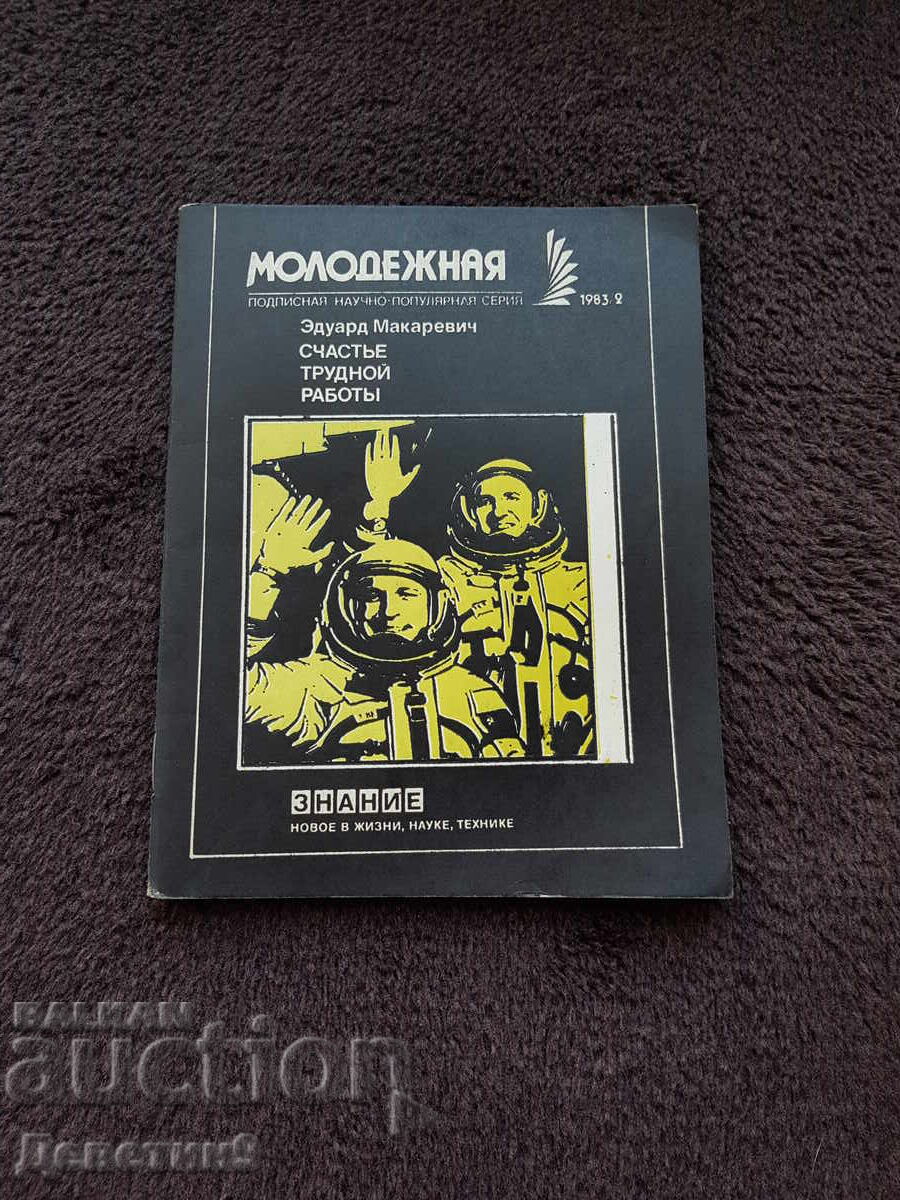 МОЛОДЕЖНАЯ
ПОДПИСНАЯ НАУЧНО-ПОПУЛЯРНАЯ СЕРИЯ 1983/2
Эдуард Макаревич
СЧАСТЬЕ
ТРУДНОЙ
РАБОТЫ
ЗНАНИЕ
НОВОЕ В ЖИЗНИ, НАУКЕ, ТЕХНИКЕ
BALKAN
auction
Деветник